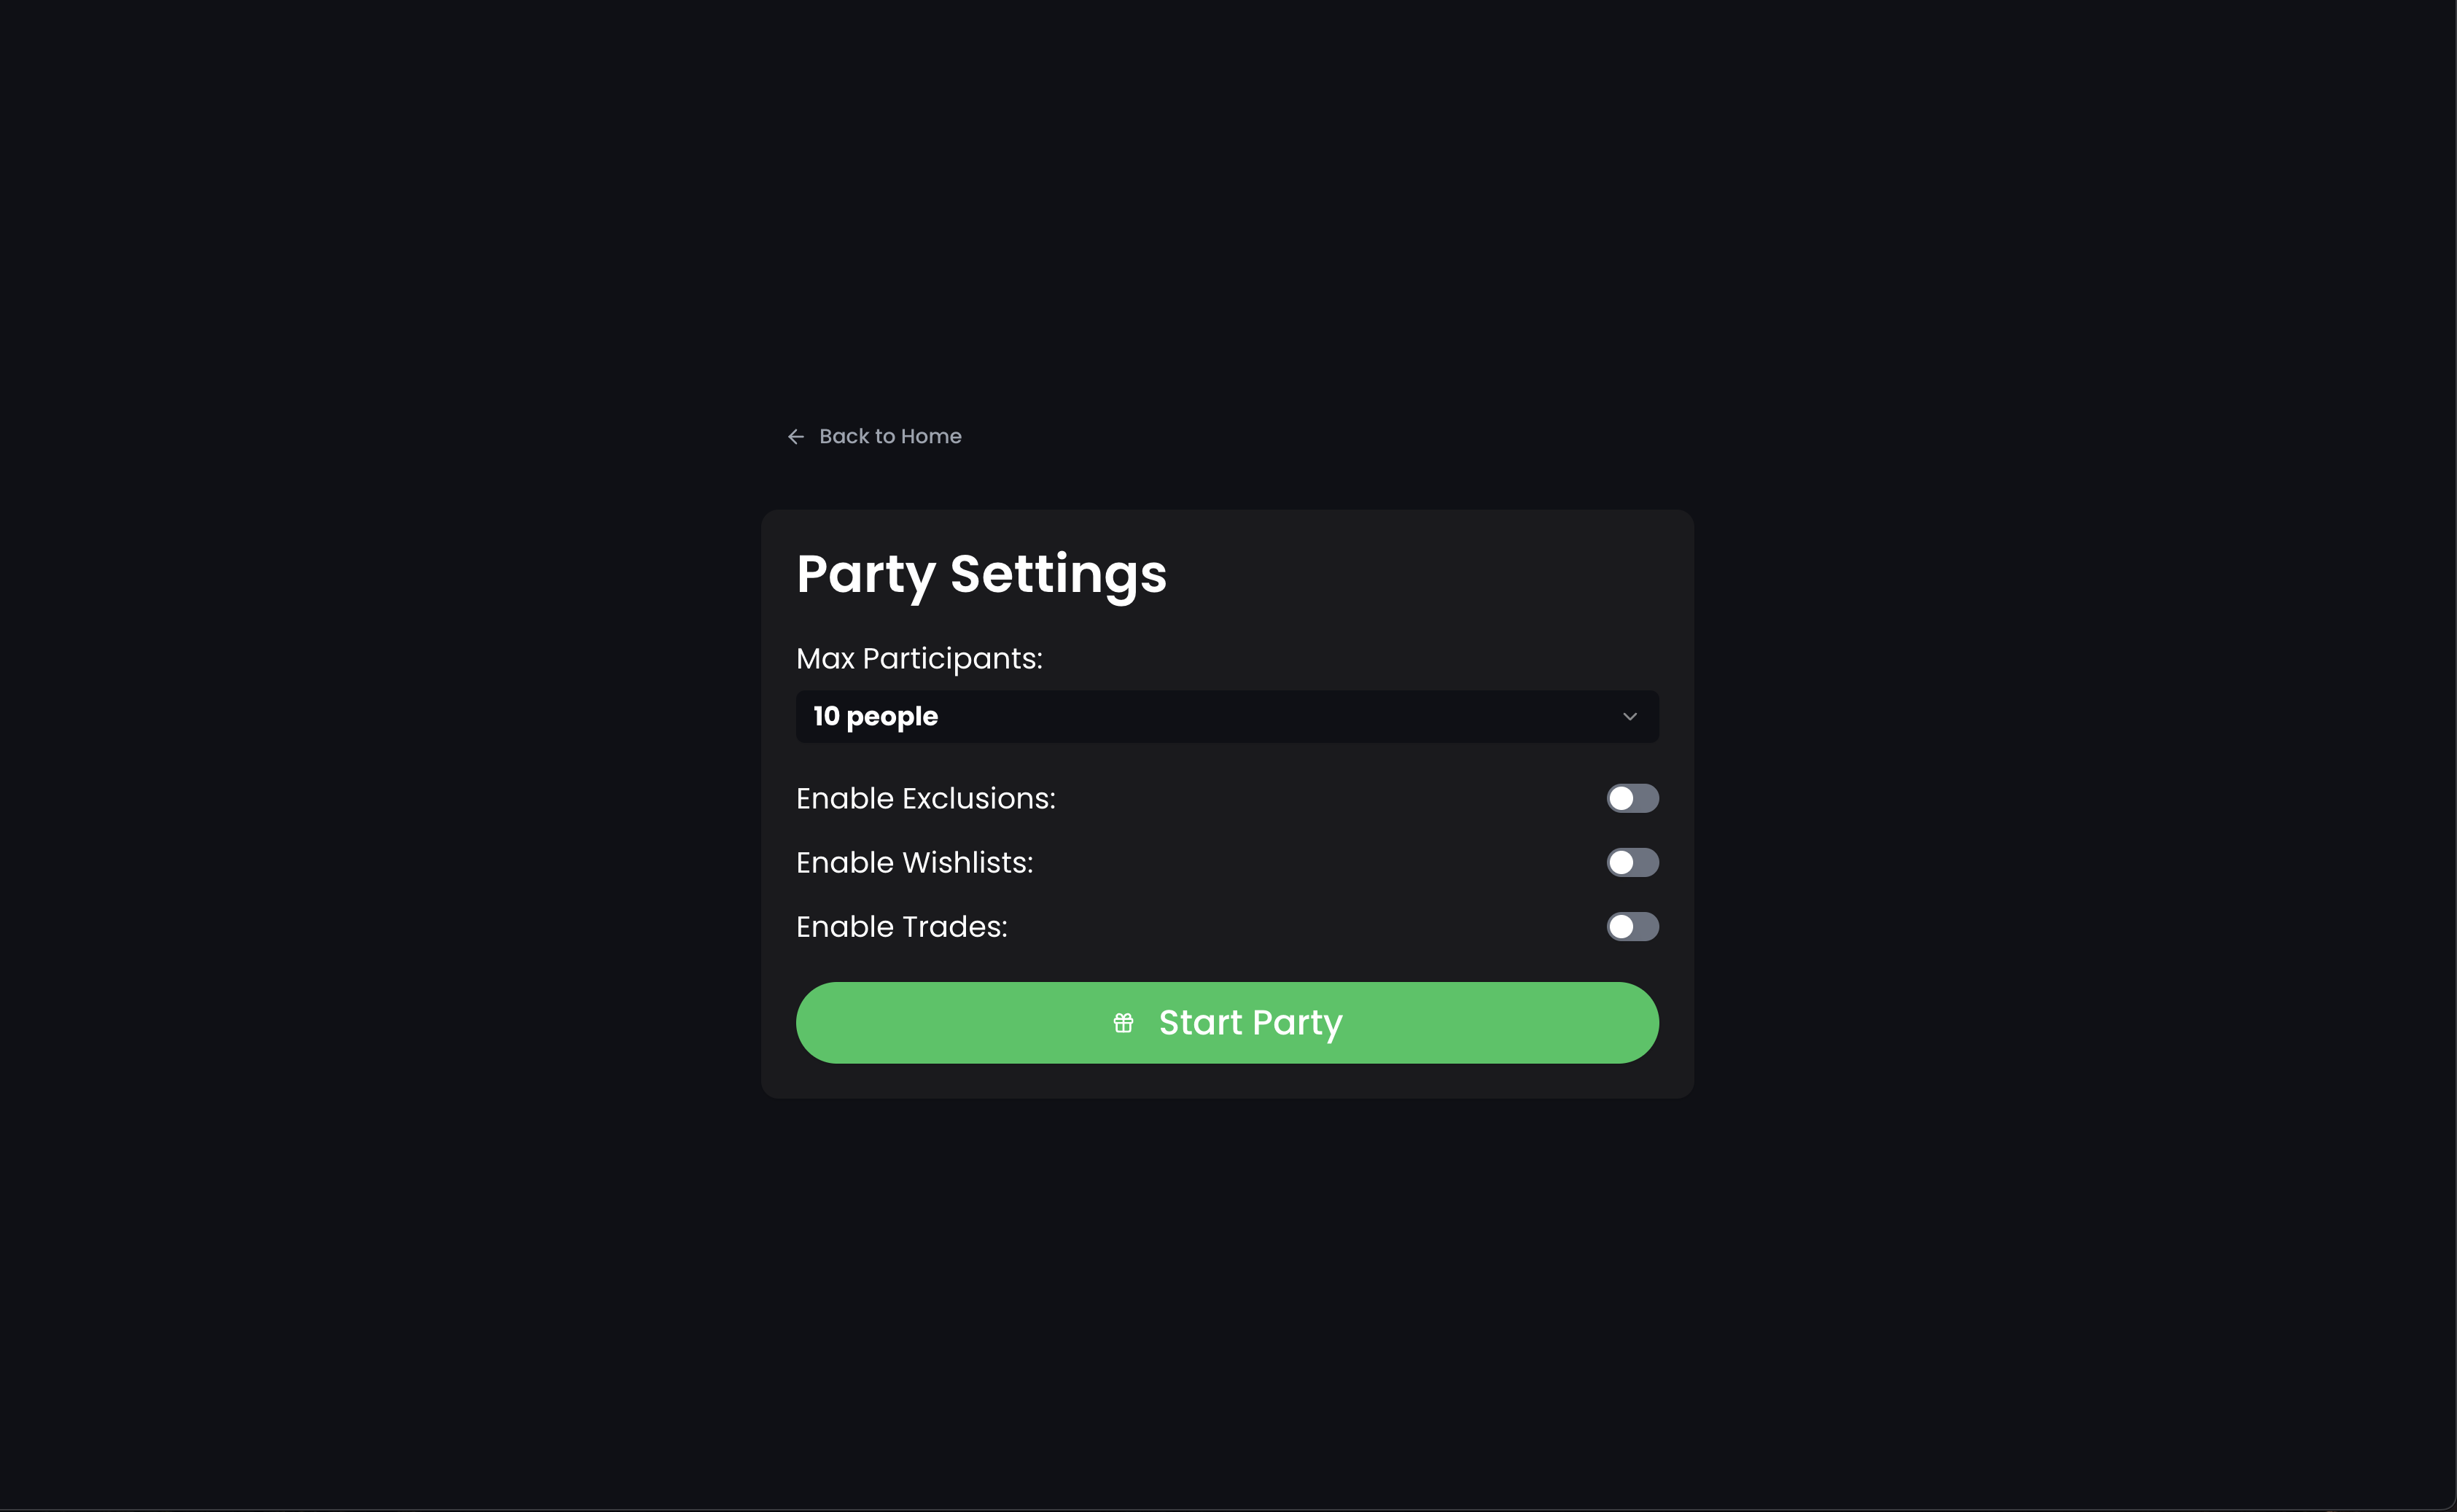 Back to Home
Party Settings
Max Participants:
10 people
Enable Exclusions:
Enable Wishlists:
Enable Trades:
Start Party